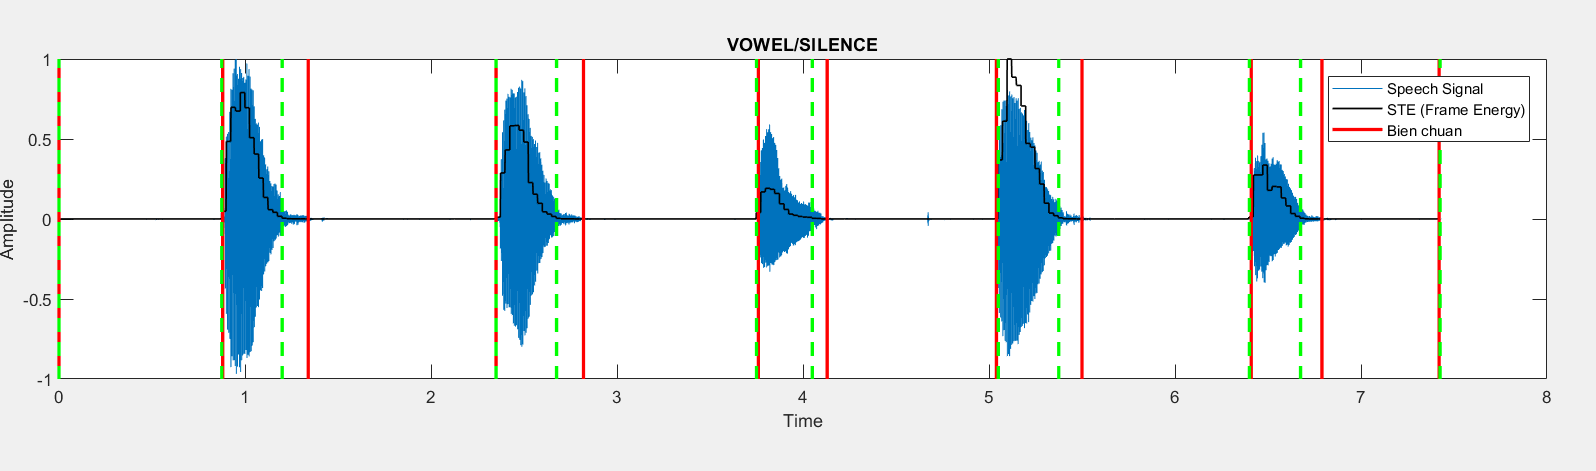 VOWEL/SILENCE
1
0.5
0
-0.5
-1
Amplitude
Speech Signal
STE (Frame Energy)
Bien chuan
0 1 2 3 4 5 6 7 8
Time